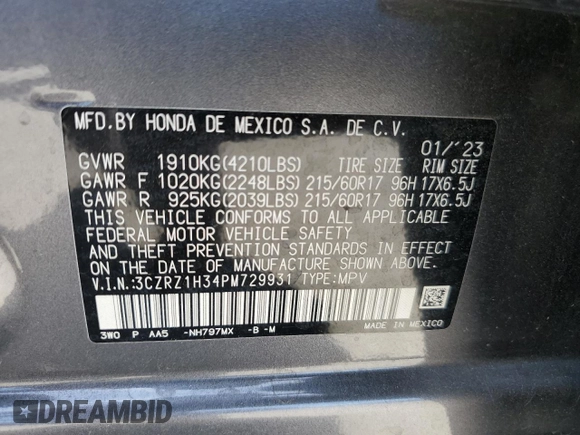 MFD.BY HONDA DE MEXICO S.A. DE C.V.
01/'23
GVWR 1910KG(4210LBS) TIRE SIZE RIM SIZE
GAWR F 1020KG(2248LBS) 215/60R17 96H 17X6.5J
GAWR R 925KG(2039LBS) 215/60R17 96H 17X6.5J
THIS VEHICLE CONFORMS TO ALL APPLICABLE
FEDERAL MOTOR VEHICLE SAFETY
AND THEFT PREVENTION STANDARDS IN EFFECT
ON THE DATE OF MANUFACTURE SHOWN ABOVE.
V.I.N.:3CZRZ1H34PM729931 TYPE:MPV
3W0 P AA5 -NH797MX -B -M MADE IN MEXICO
DREAMBID